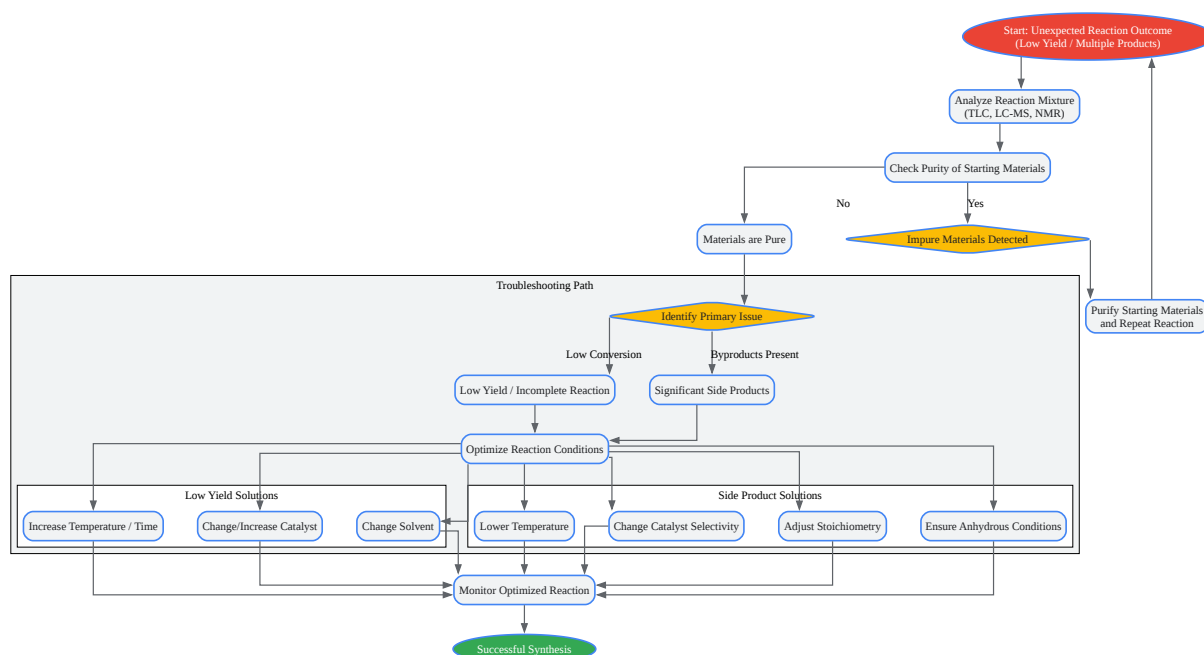 Start: Unexpected Reaction Outcome
(Low Yield / Multiple Products)
Analyze Reaction Mixture
(TLC, LC-MS, NMR)
Check Purity of Starting Materials
No
Yes
Materials are Pure
Impure Materials Detected
Purify Starting Materials
and Repeat Reaction
Troubleshooting Path
Identify Primary Issue
Low Conversion
Byproducts Present
Low Yield / Incomplete Reaction
Significant Side Products
Optimize Reaction Conditions
Low Yield Solutions
Side Product Solutions
Increase Temperature / Time
Change/Increase Catalyst
Change Solvent
Lower Temperature
Change Catalyst Selectivity
Adjust Stoichiometry
Ensure Anhydrous Conditions
Monitor Optimized Reaction
Successful Synthesis